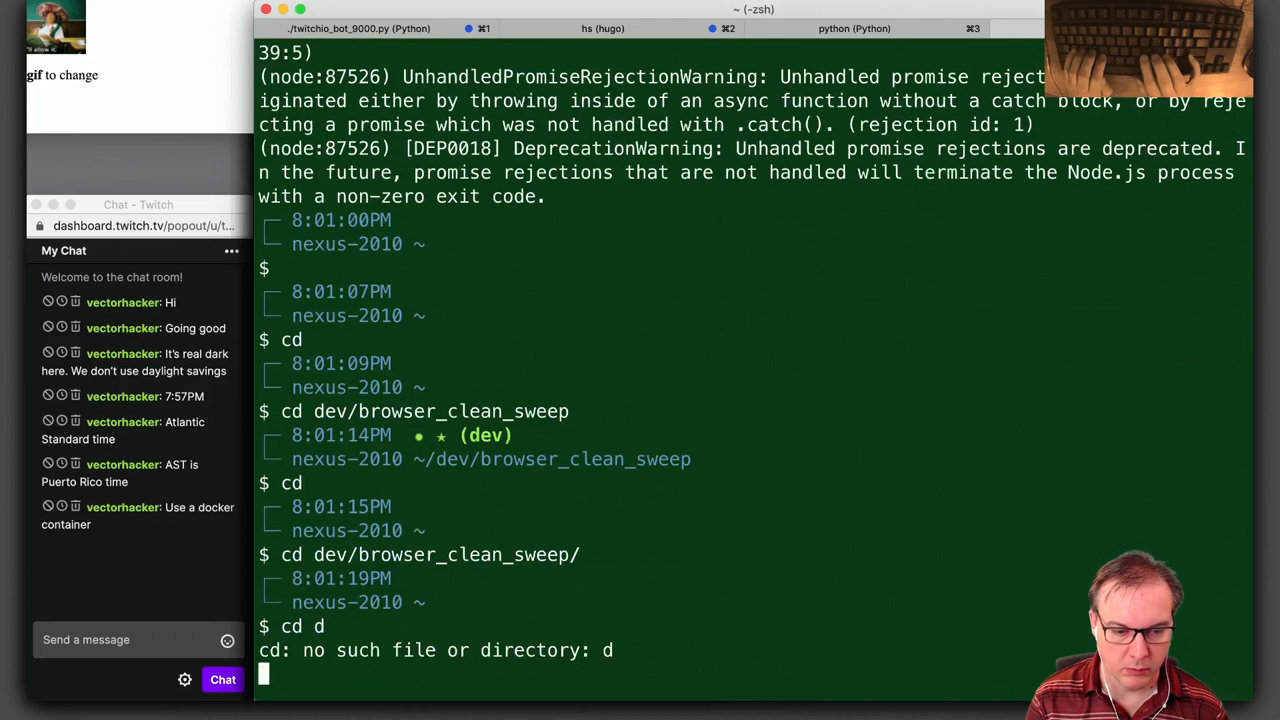 ~ (-zsh)
./twitchio_bot_9000.py (Python) ⌘1
hs (hugo) ⌘2
python (Python) ⌘3
39:5)
(node:87526) UnhandledPromiseRejectionWarning: Unhandled promise reject
iginated either by throwing inside of an async function without a catch block, or by reje
cting a promise which was not handled with .catch(). (rejection id: 1)
(node:87526) [DEP0018] DeprecationWarning: Unhandled promise rejections are deprecated. I
n the future, promise rejections that are not handled will terminate the Node.js process
with a non-zero exit code.
8:01:00PM
nexus-2010 ~
$
8:01:07PM
nexus-2010 ~
$ cd
8:01:09PM
nexus-2010 ~
$ cd dev/browser_clean_sweep
8:01:14PM ● ★ (dev)
nexus-2010 ~/dev/browser_clean_sweep
$ cd
8:01:15PM
nexus-2010 ~
$ cd dev/browser_clean_sweep/
8:01:19PM
nexus-2010 ~
$ cd d
cd: no such file or directory: d
gif to change
Chat - Twitch
dashboard.twitch.tv/popout/u/t...
My Chat
Welcome to the chat room!
vectorhacker: Hi
vectorhacker: Going good
vectorhacker: It's real dark
here. We don't use daylight savings
vectorhacker: 7:57PM
vectorhacker: Atlantic
Standard time
vectorhacker: AST is
Puerto Rico time
vectorhacker: Use a docker
container
Send a message
Chat